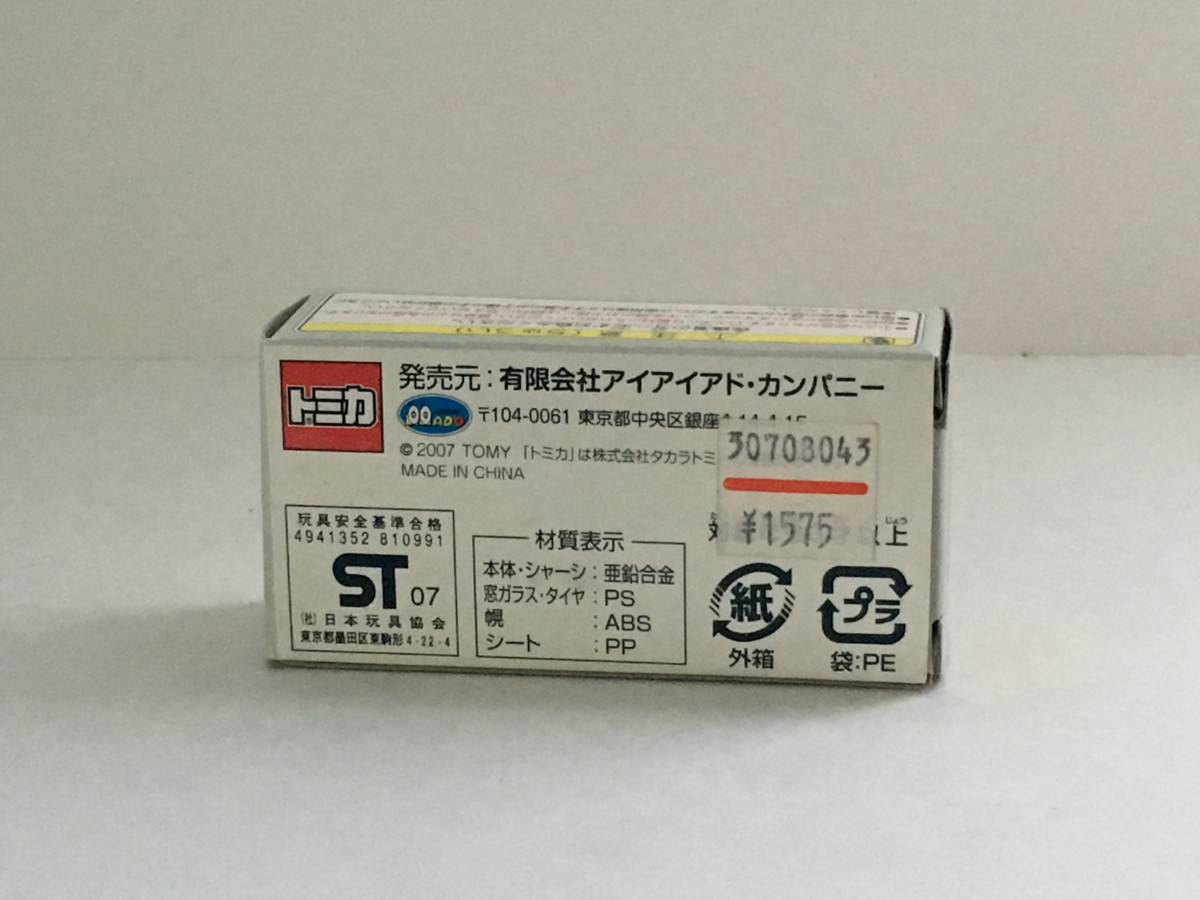 トミカ
発売元:有限会社アイアイアド・カンパニー
〒104-0061 東京都中央区銀座
© 2007 TOMY 「トミカ」は株式会社タカラトミ
MADE IN CHINA
30708043
¥1575
以上
じょう
玩具安全基準合格
4941352 810991
ST 07
(社)日本玩具協会
東京都墨田区東駒形4-22-4
材質表示
本体・シャーシ:亜鉛合金
窓ガラス・タイヤ:PS
幌:ABS
シート:PP
紙
外箱
プラ
袋:PE